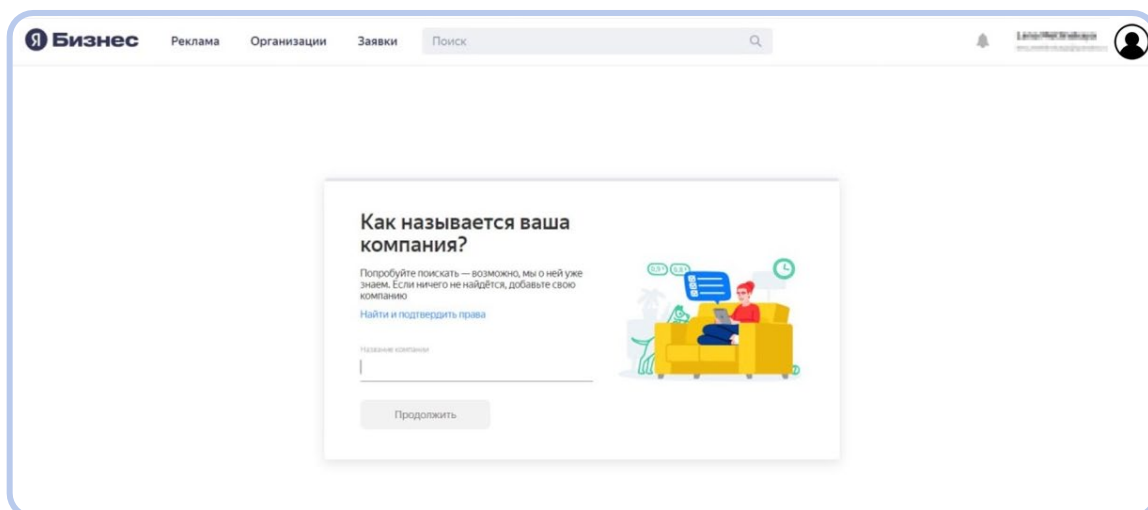 Я Бизнес Реклама Организации Заявки Поиск
Как называется ваша
компания?
Попробуйте поискать — возможно, мы о ней уже
знаем. Если ничего не найдётся, добавьте свою
компанию
Найти и подтвердить права
Название компании
Продолжить